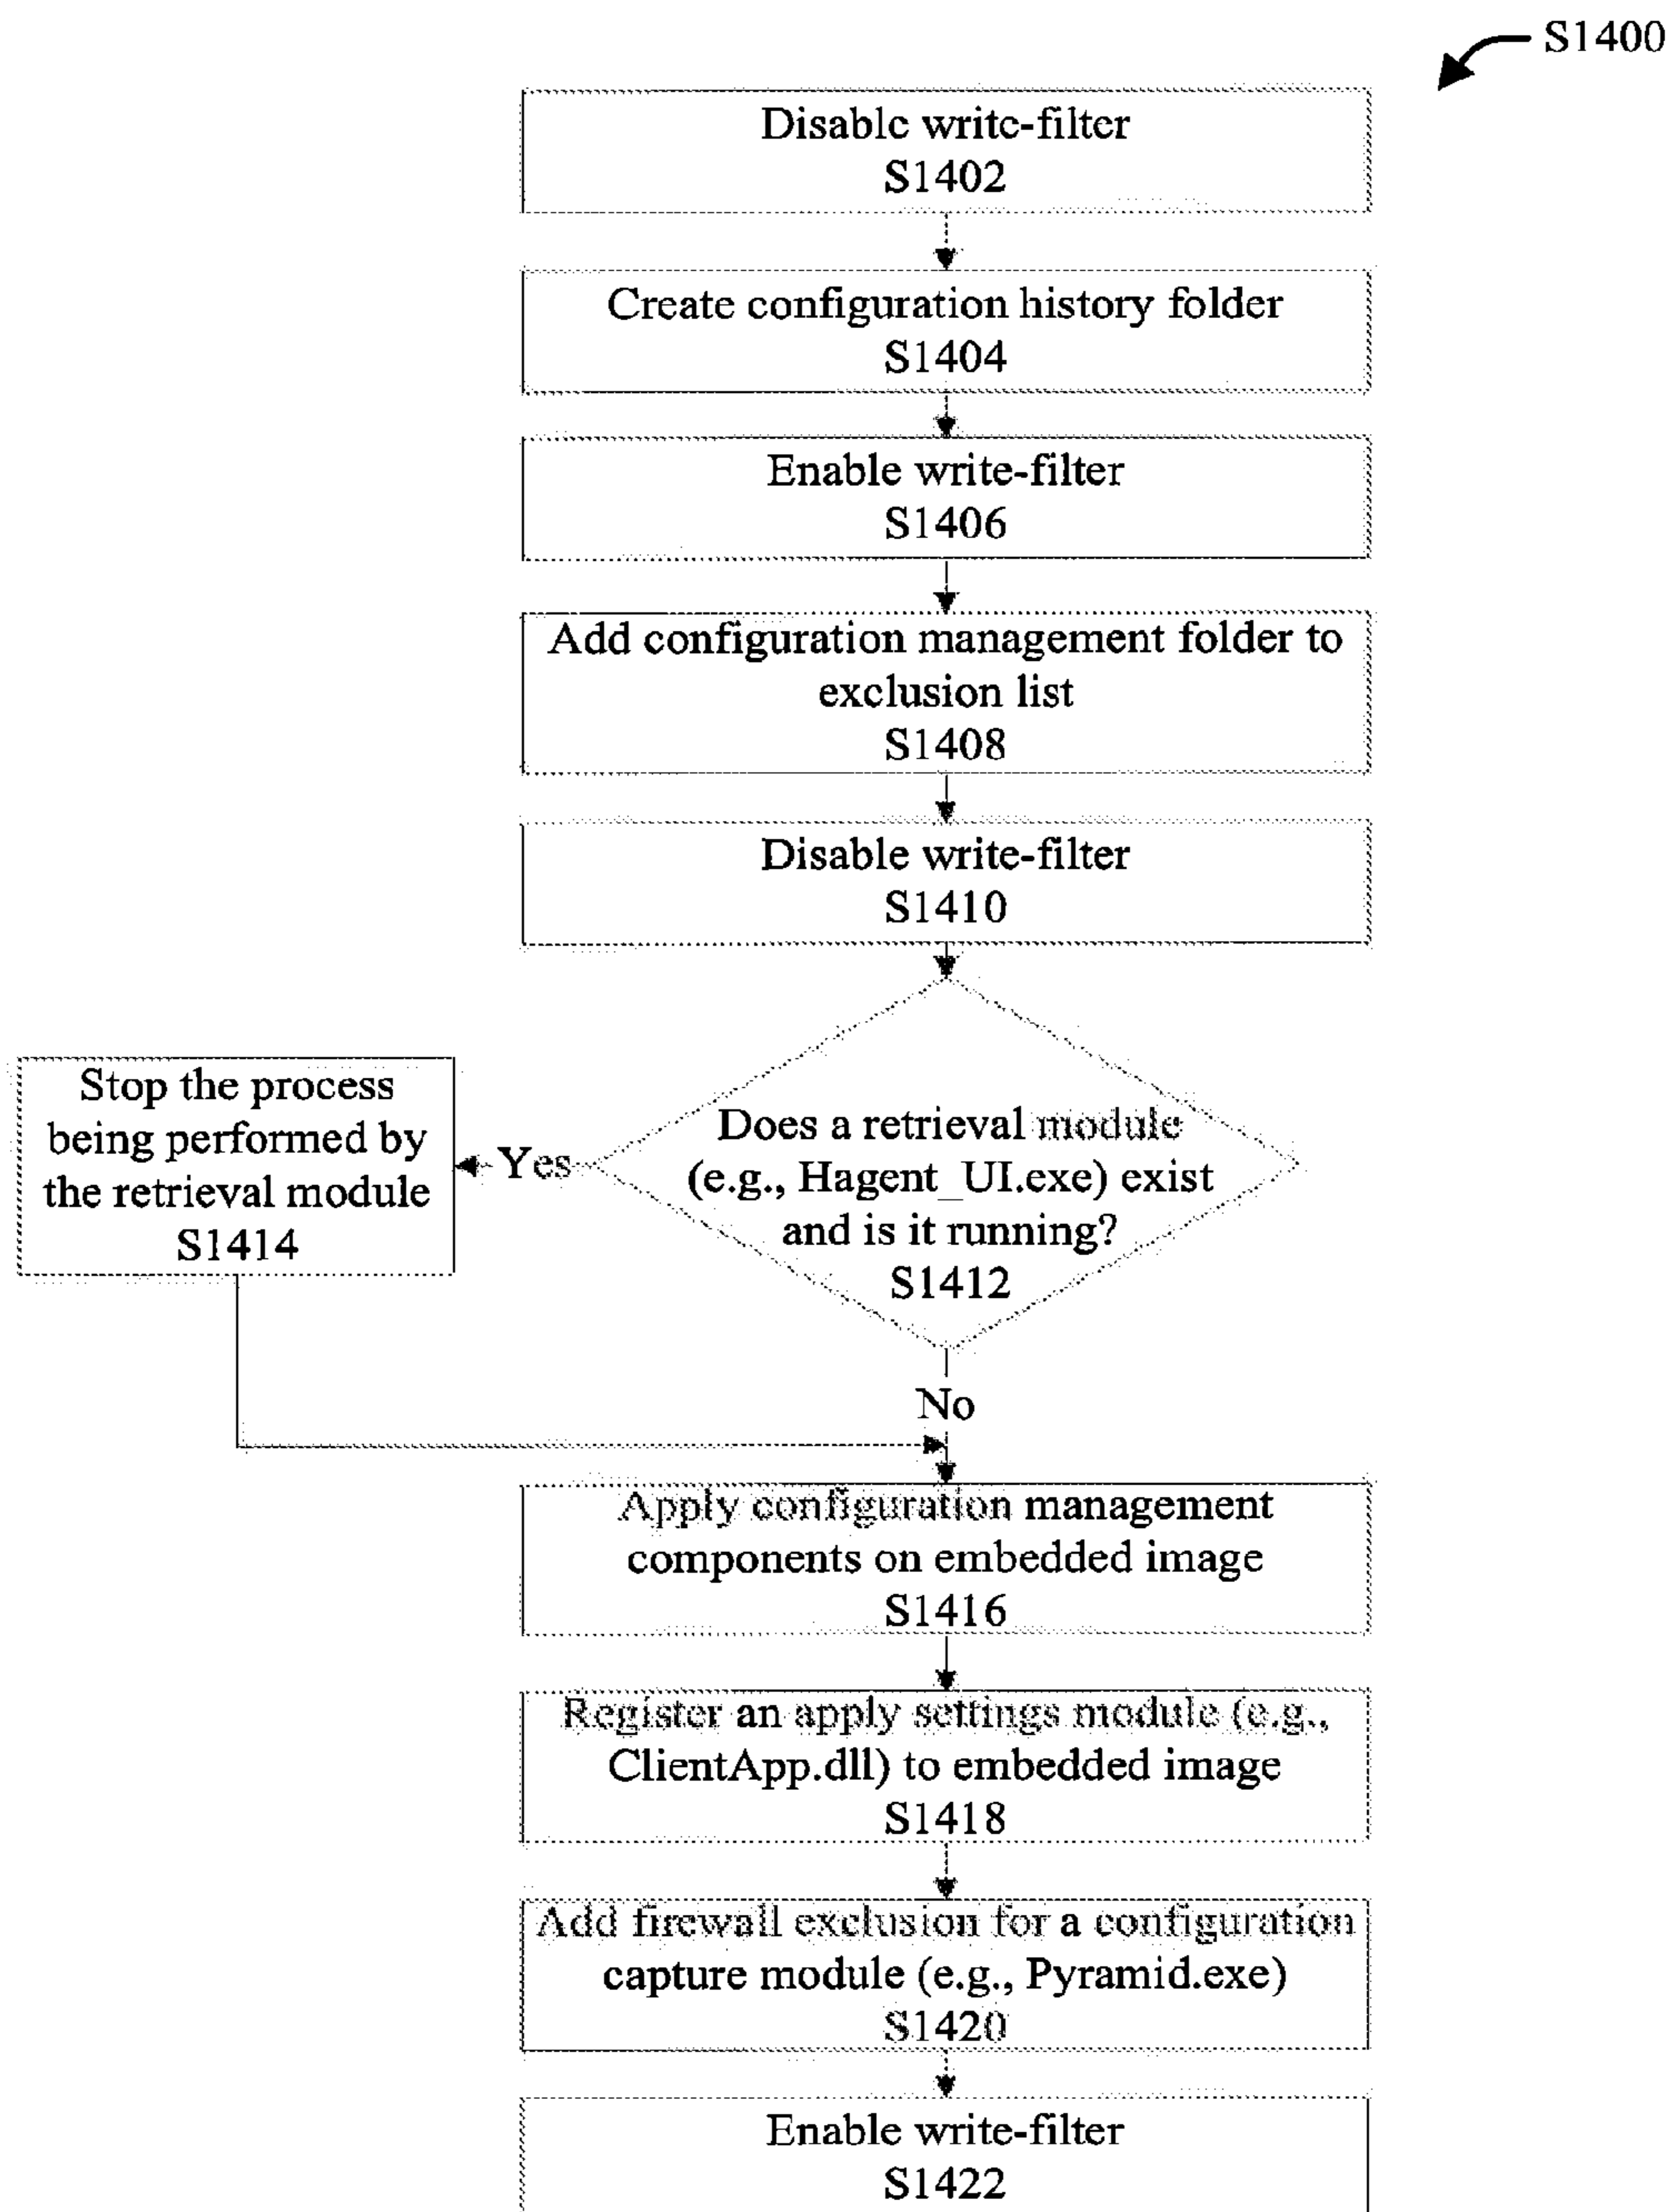 S1400
Disable write-filter
S1402
Create configuration history folder
S1404
Enable write-filter
S1406
Add configuration management folder to
exclusion list
S1408
Disable write-filter
S1410
Does a retrieval module
(e.g., Hagent_UI.exe) exist
and is it running?
S1412
Yes
Stop the process
being performed by
the retrieval module
S1414
No
Apply configuration management
components on embedded image
S1416
Register an apply settings module (e.g.,
ClientApp.dll) to embedded image
S1418
Add firewall exclusion for a configuration
capture module (e.g., Pyramid.exe)
S1420
Enable write-filter
S1422